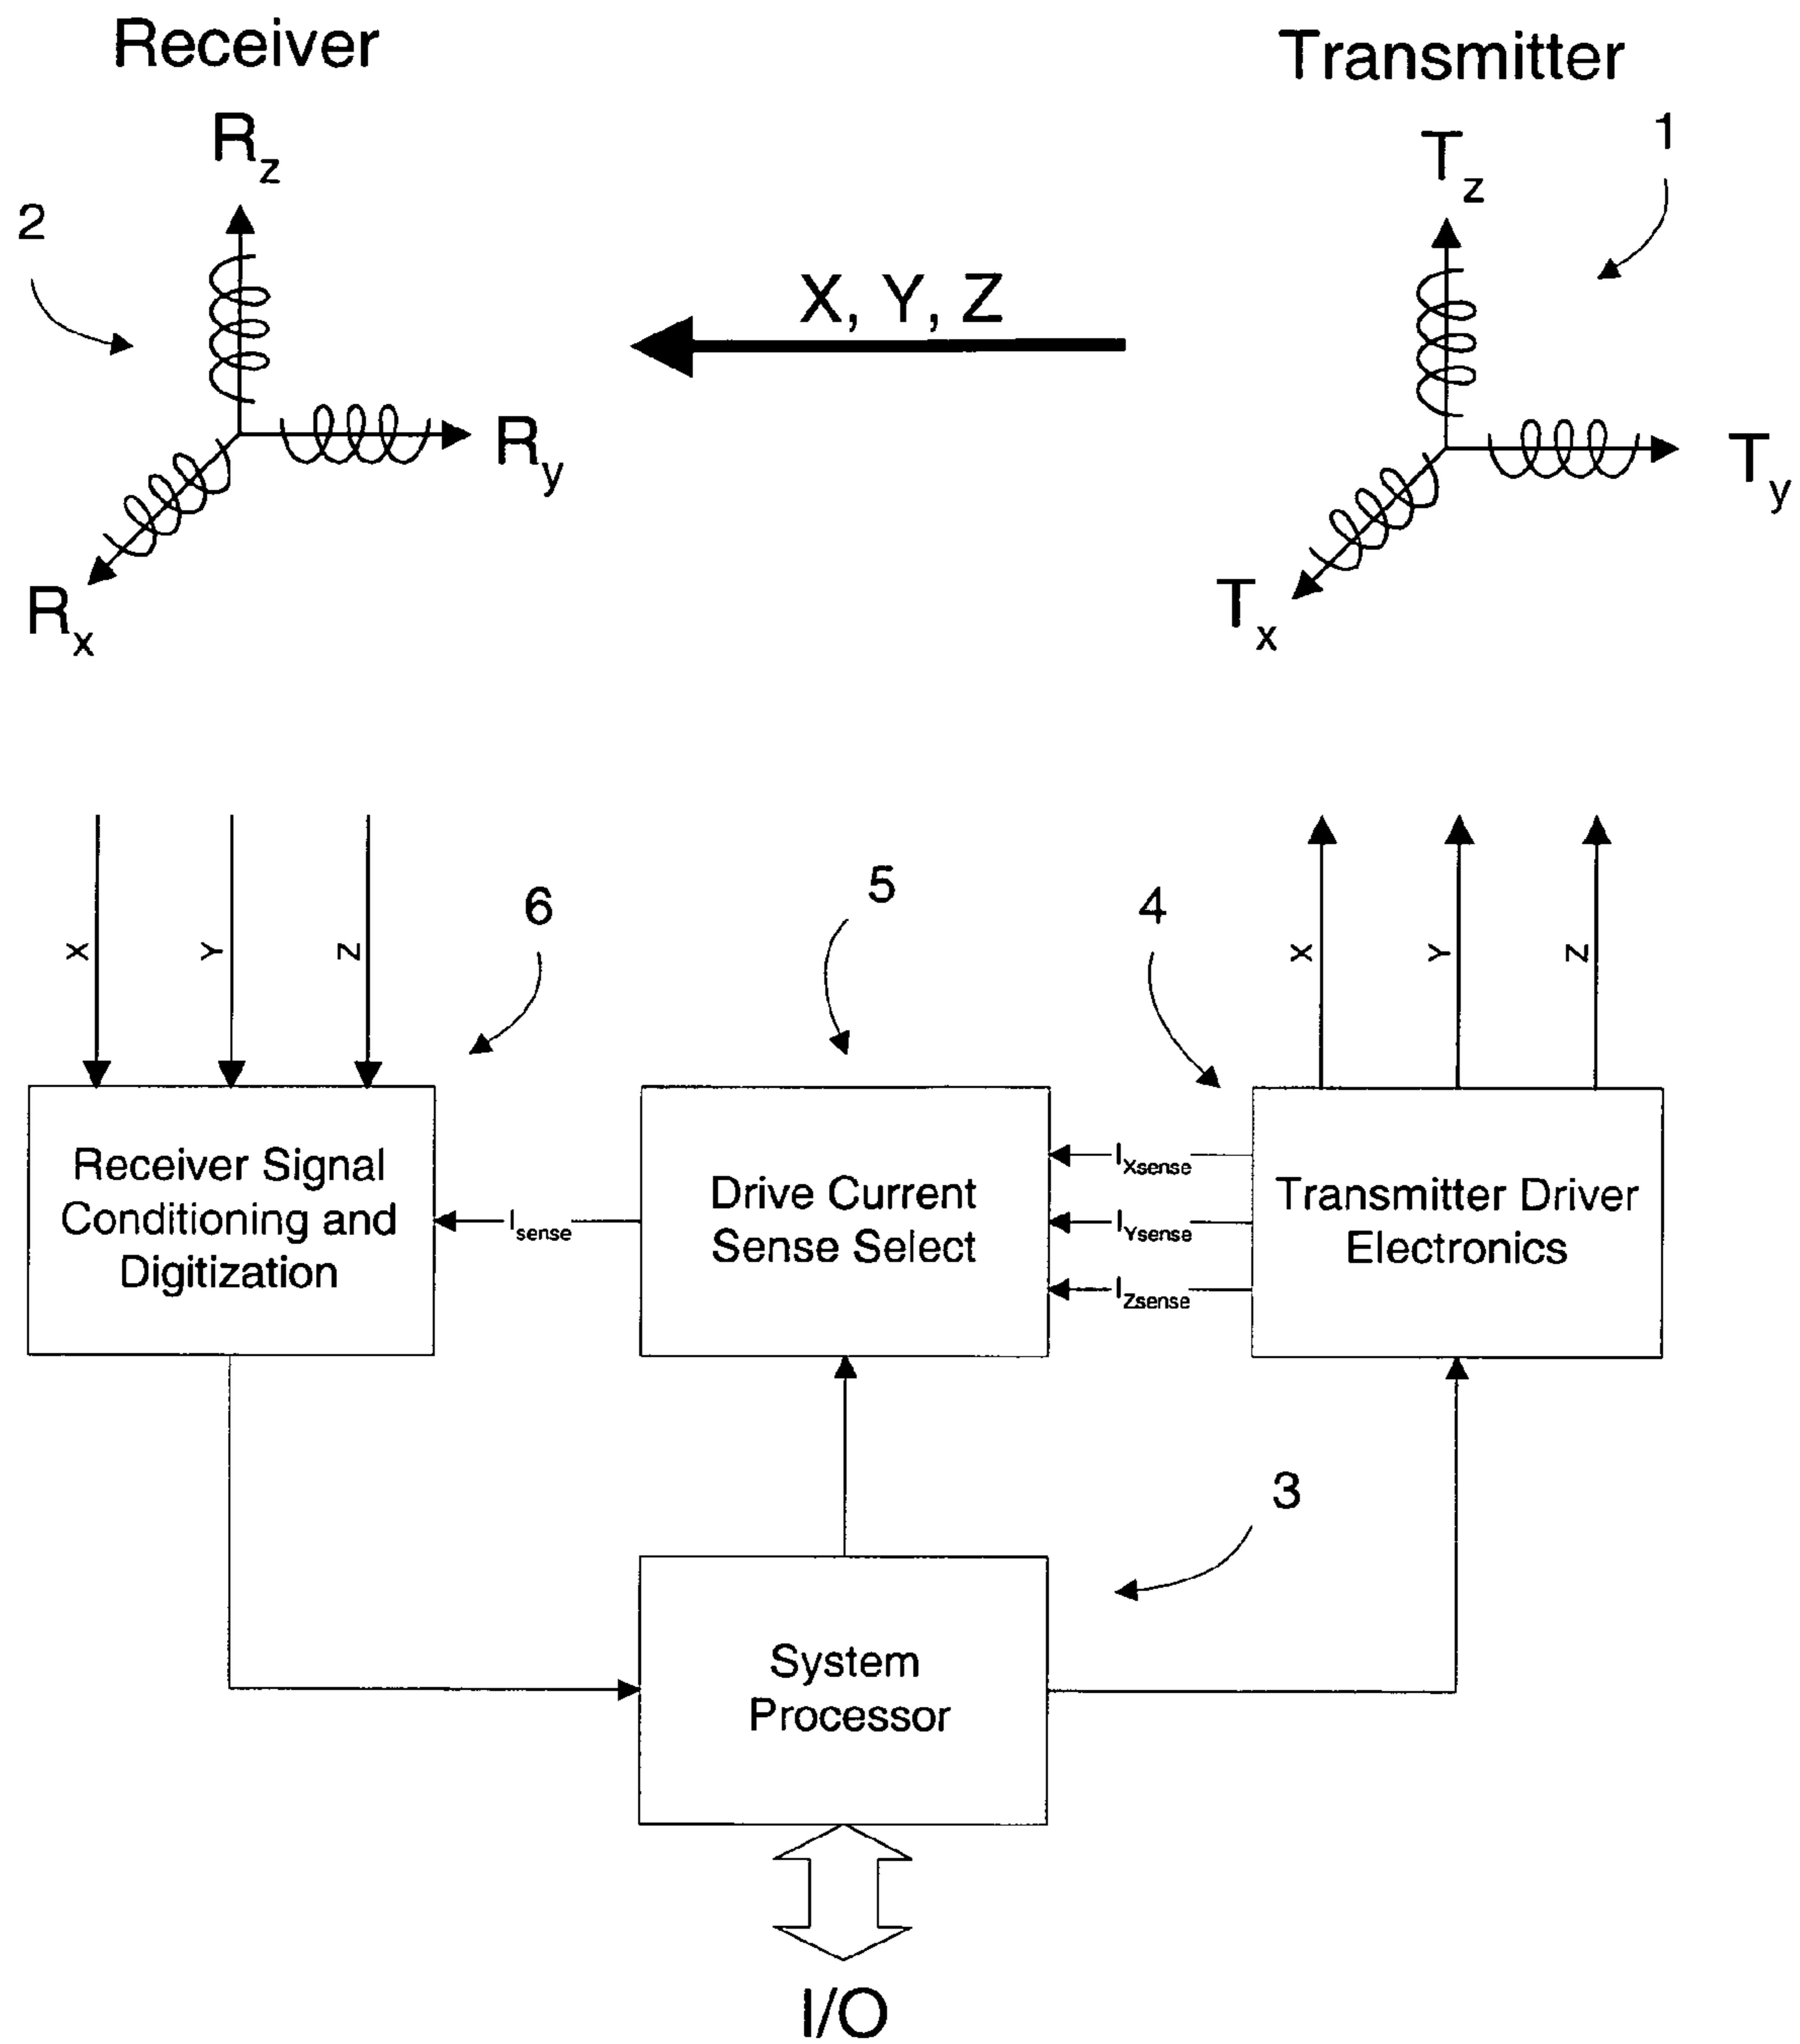 Receiver
Transmitter
Rz
Tz
1
2
X, Y, Z
Ry
Ty
Rx
Tx
X
Y
Z
6
5
4
X
Y
Z
Receiver Signal
Conditioning and
Digitization
Isense
Drive Current
Sense Select
IXsense
IYsense
IZsense
Transmitter Driver
Electronics
3
System
Processor
I/O